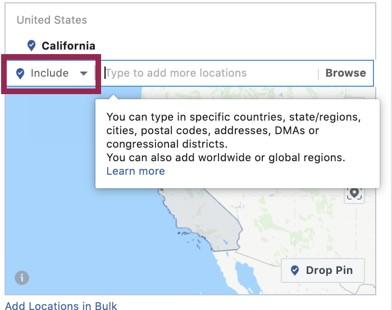 United States
California
Include
Type to add more locations
Browse
You can type in specific countries, state/regions,
cities, postal codes, addresses, DMAs or
congressional districts.
You can also add worldwide or global regions.
Learn more
Drop Pin
Add Locations in Bulk